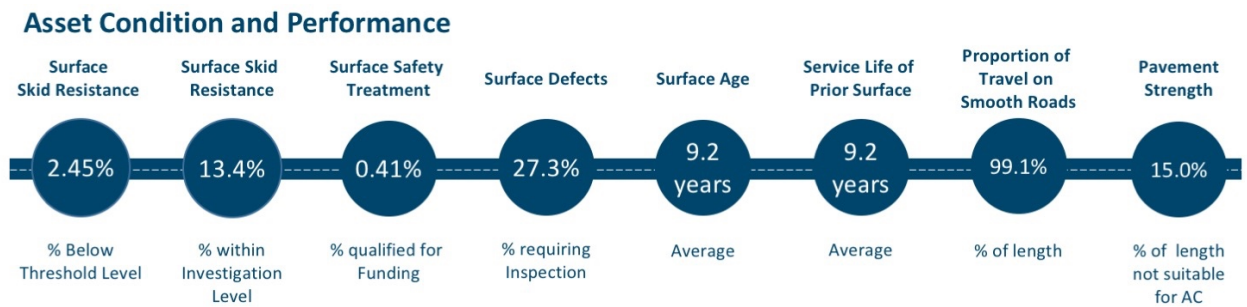 Asset Condition and Performance
Surface
Skid Resistance
Surface Skid
Resistance
Surface Safety
Treatment
Surface Defects
Surface Age
Service Life of
Prior Surface
Proportion of
Travel on
Smooth Roads
Pavement
Strength
2.45%
13.4%
0.41%
27.3%
9.2
years
9.2
years
99.1%
15.0%
% Below
Threshold Level
% within
Investigation
Level
% qualified for
Funding
% requiring
Inspection
Average
Average
% of length
% of length
not suitable
for AC